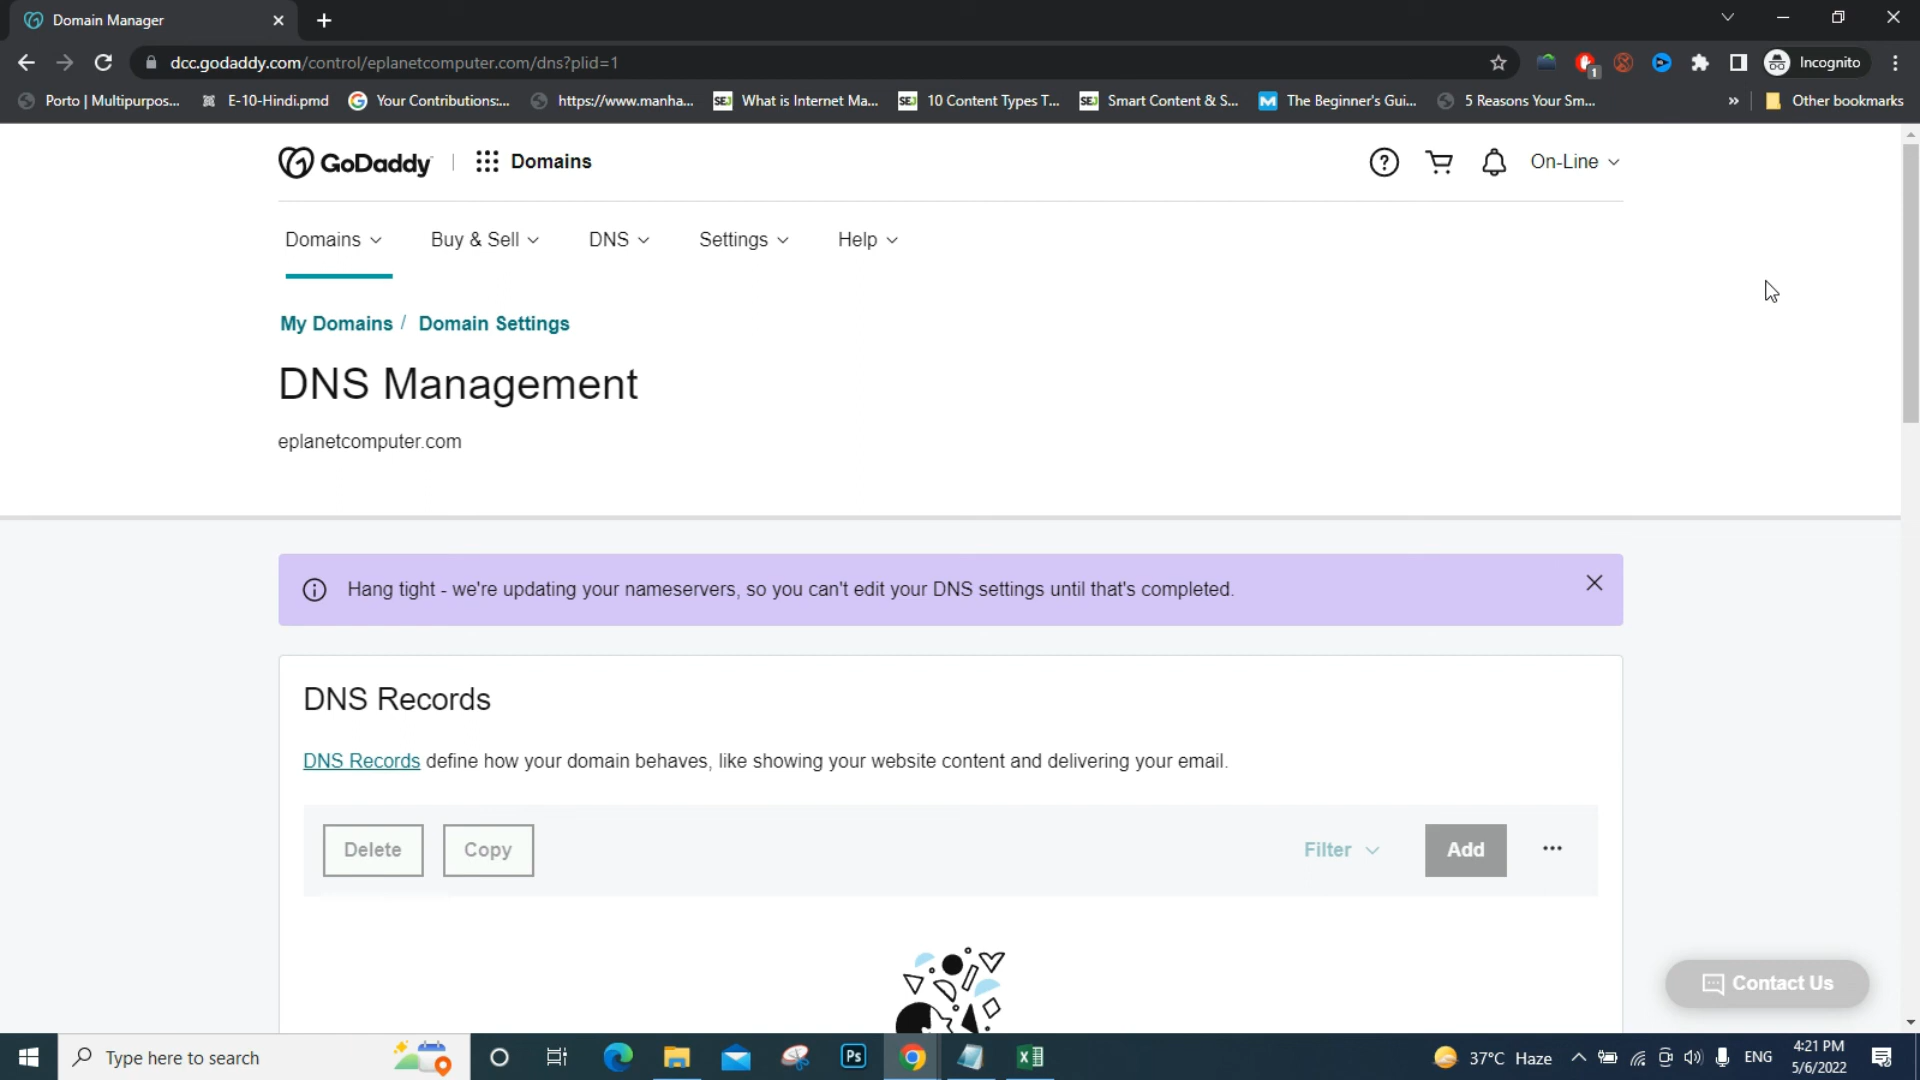 Domain Manager
dcc.godaddy.com/control/eplanetcomputer.com/dns?plid=1
1
Incognito
Porto | Multipurpos...
E-10-Hindi.pmd
Your Contributions:...
https://www.manha...
SEJ
What is Internet Ma...
SEJ
10 Content Types T...
SEJ
Smart Content & S...
The Beginner's Gui...
5 Reasons Your Sm...
»
Other bookmarks
GoDaddy
Domains
On-Line
Domains
Buy & Sell
DNS
Settings
Help
My Domains / Domain Settings
DNS Management
eplanetcomputer.com
Hang tight - we're updating your nameservers, so you can't edit your DNS settings until that's completed.
DNS Records
DNS Records define how your domain behaves, like showing your website content and delivering your email.
Delete
Copy
Filter
Add
Contact Us
Type here to search
Ps
37°C Haze
ENG
4:21 PM
5/6/2022